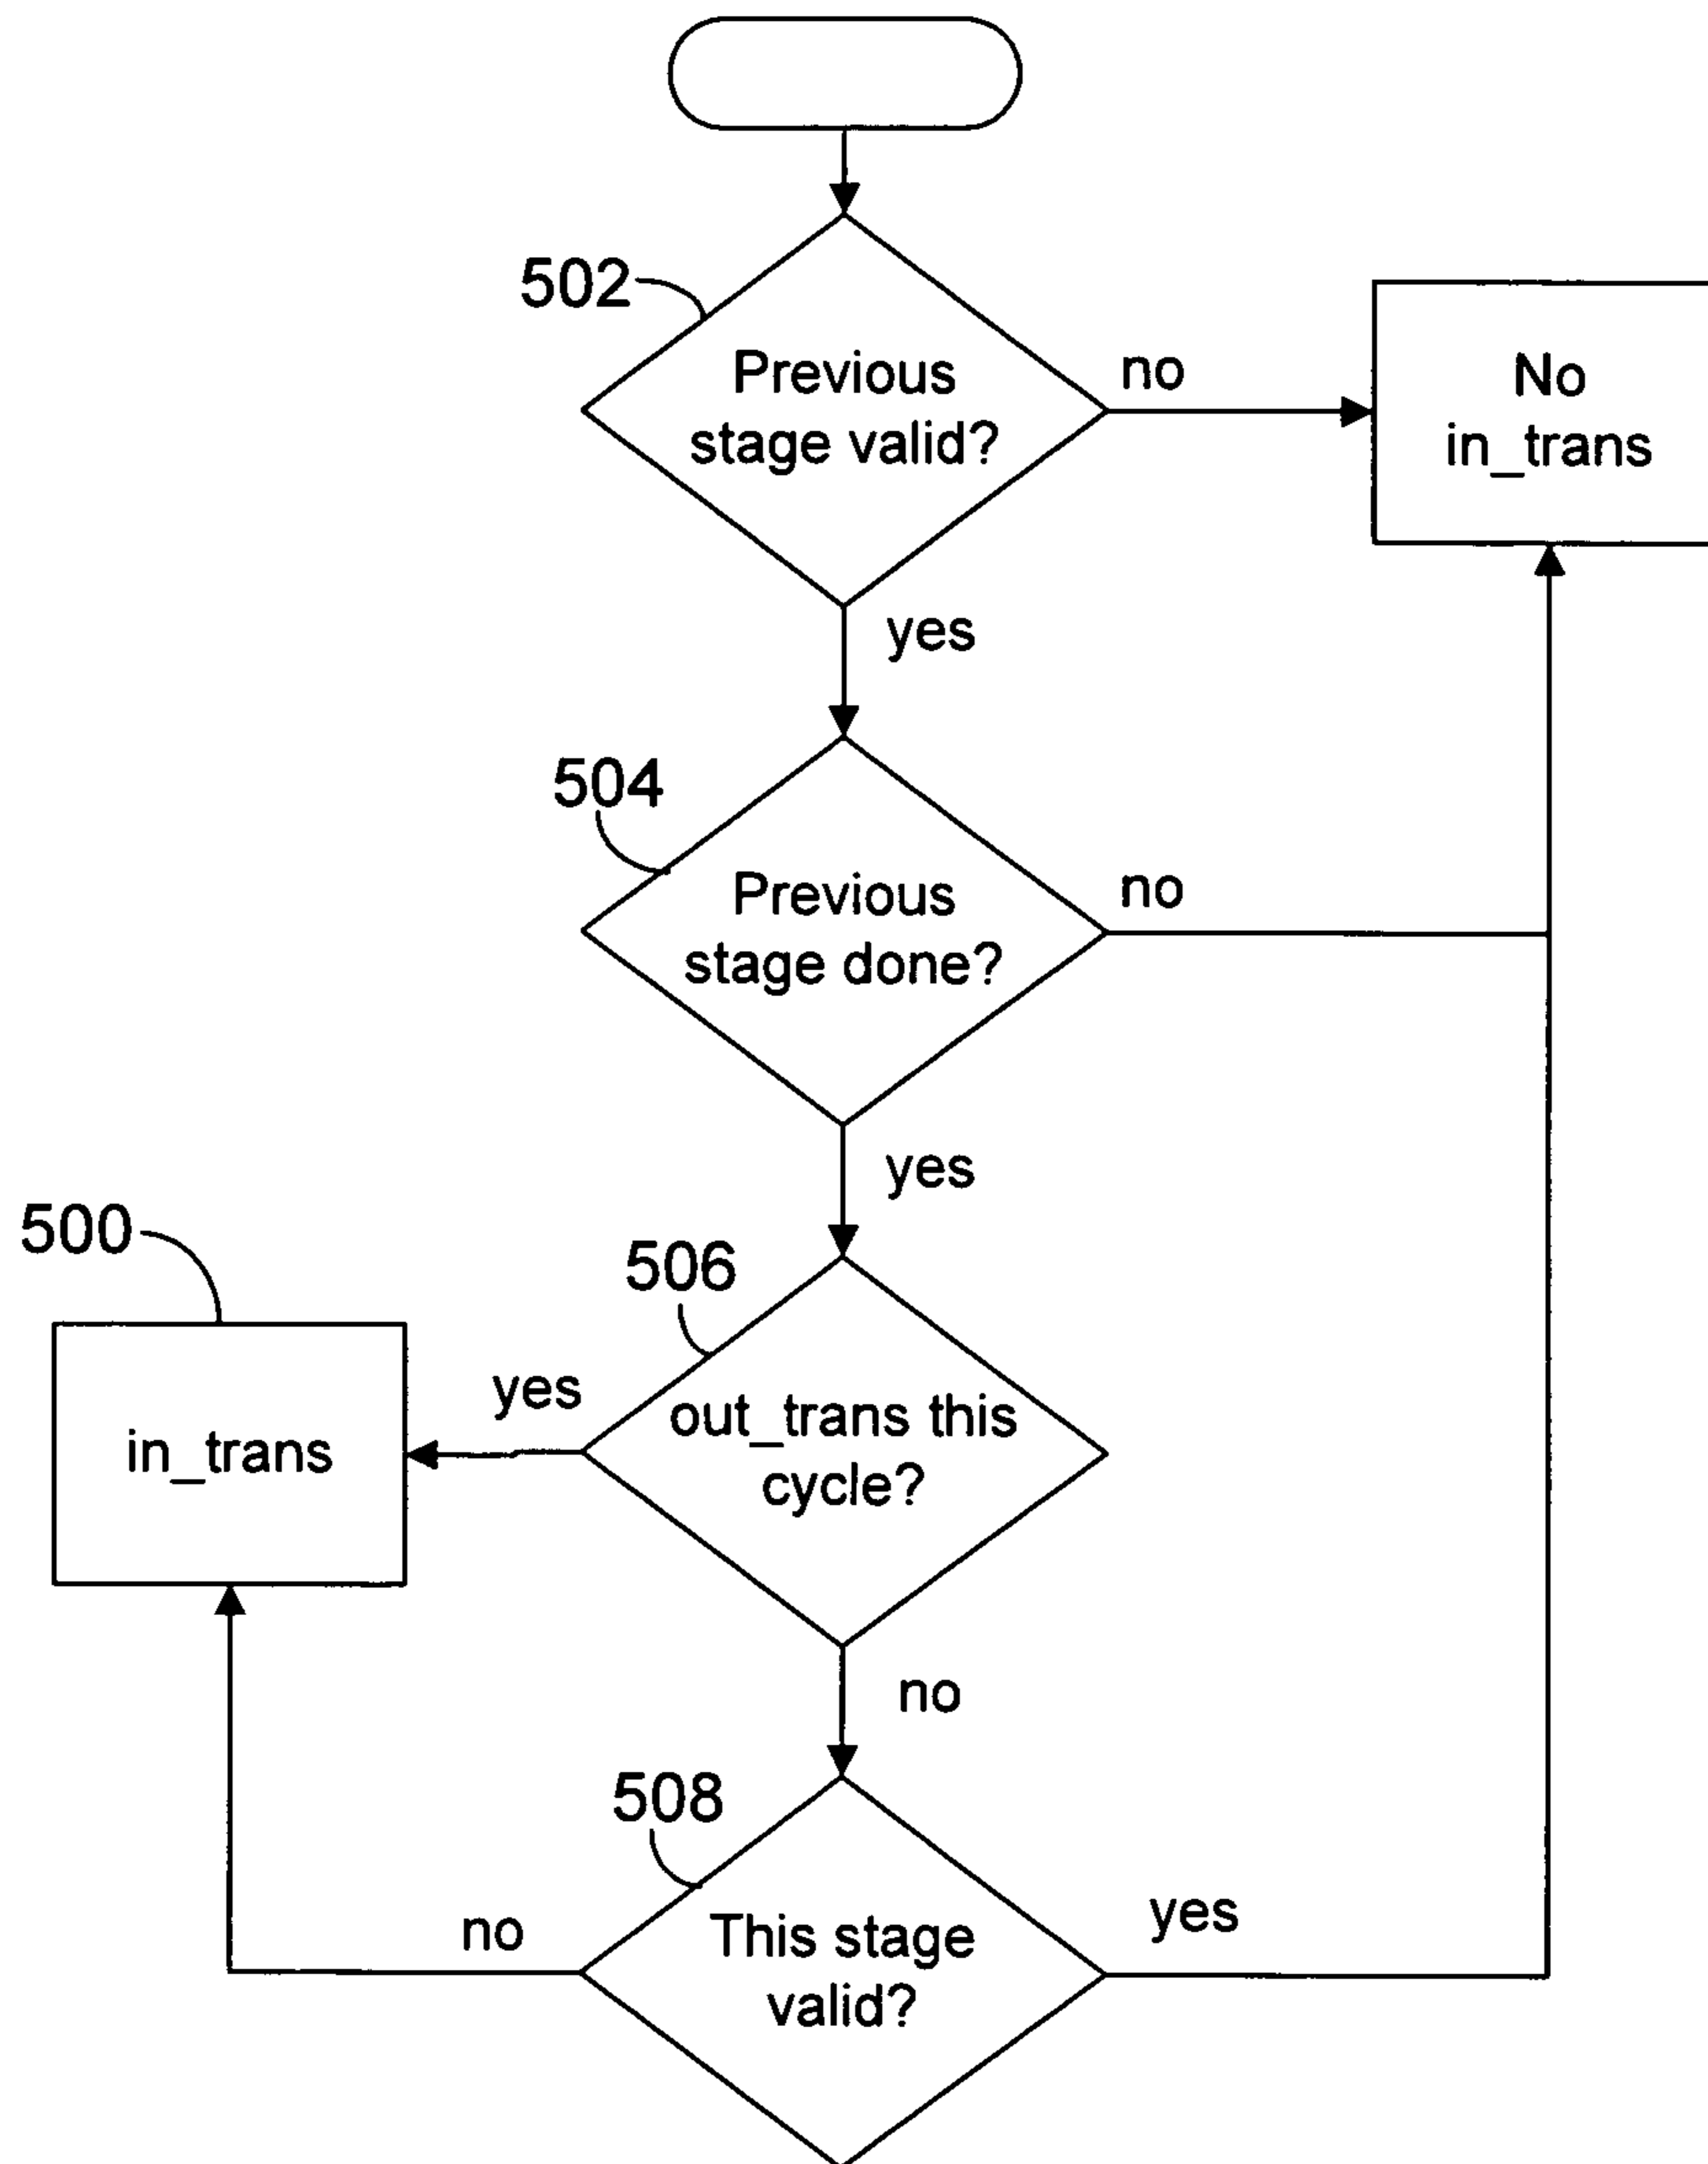 502
Previous
stage valid?
no
No
in_trans
yes
504
Previous
stage done?
no
yes
500
in_trans
506
yes
out_trans this
cycle?
no
508
no
This stage
valid?
yes